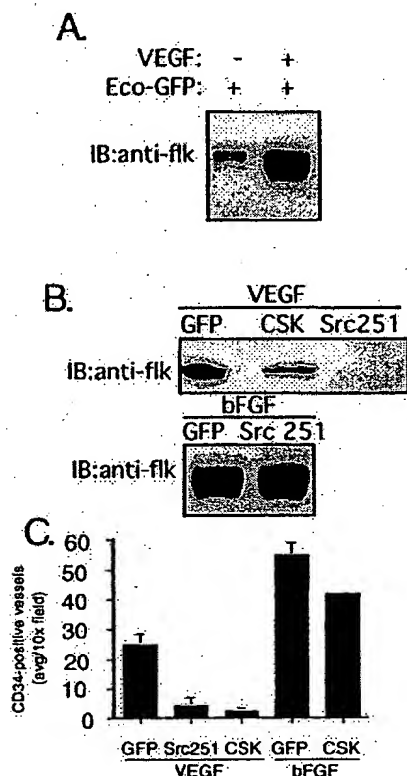 A.
VEGF: - +
Eco-GFP: + +
IB:anti-flk
B.
VEGF
GFP CSK Src251
IB:anti-flk
bFGF
GFP Src 251
IB:anti-flk
C.
CD34-positive vessels
(avg/10x field)
60
50
40
30
20
10
0
GFP Src251 CSK GFP CSK
VEGF bFGF